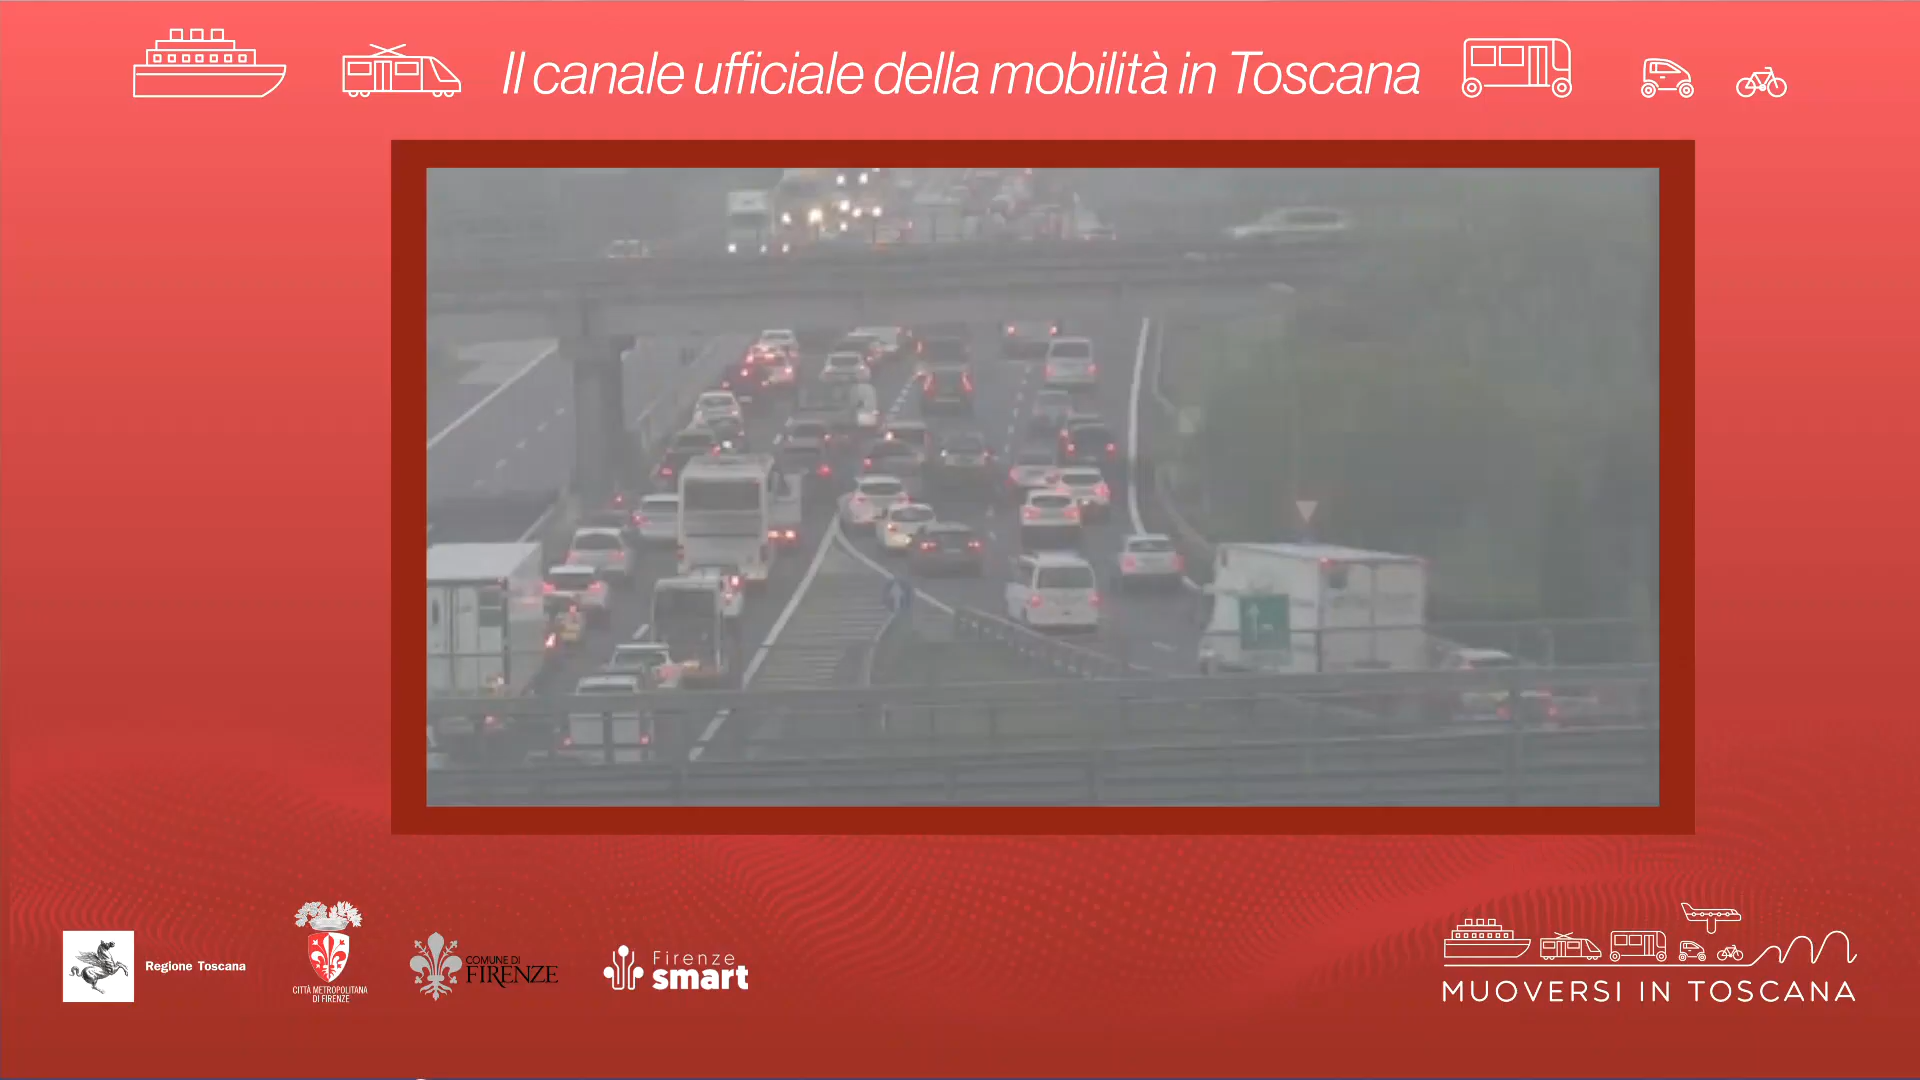 Il canale ufficiale della mobilità in Toscana
Regione Toscana
CITTÀ METROPOLITANA
DI FIRENZE
COMUNE DI
FIRENZE
Firenze
smart
MUOVERSI IN TOSCANA